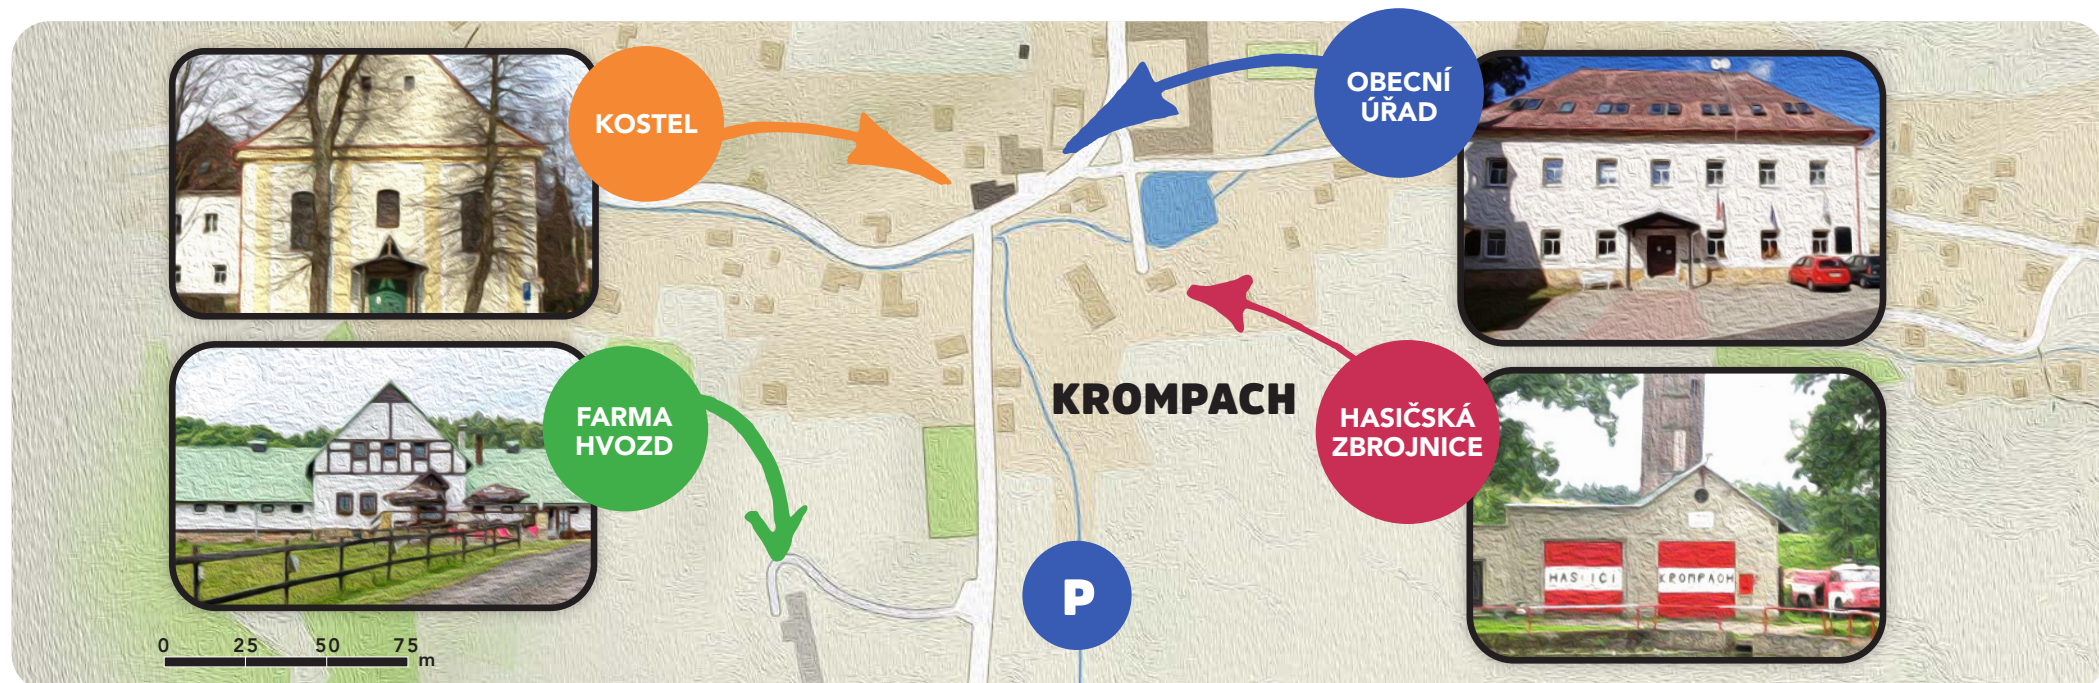 KOSTEL
OBECNÍ
ÚŘAD
FARMA
HVOZD
KROMPACH
HASIČSKÁ
ZBROJNICE
HASIČI
KROMPACH
P
0 25 50 75
m